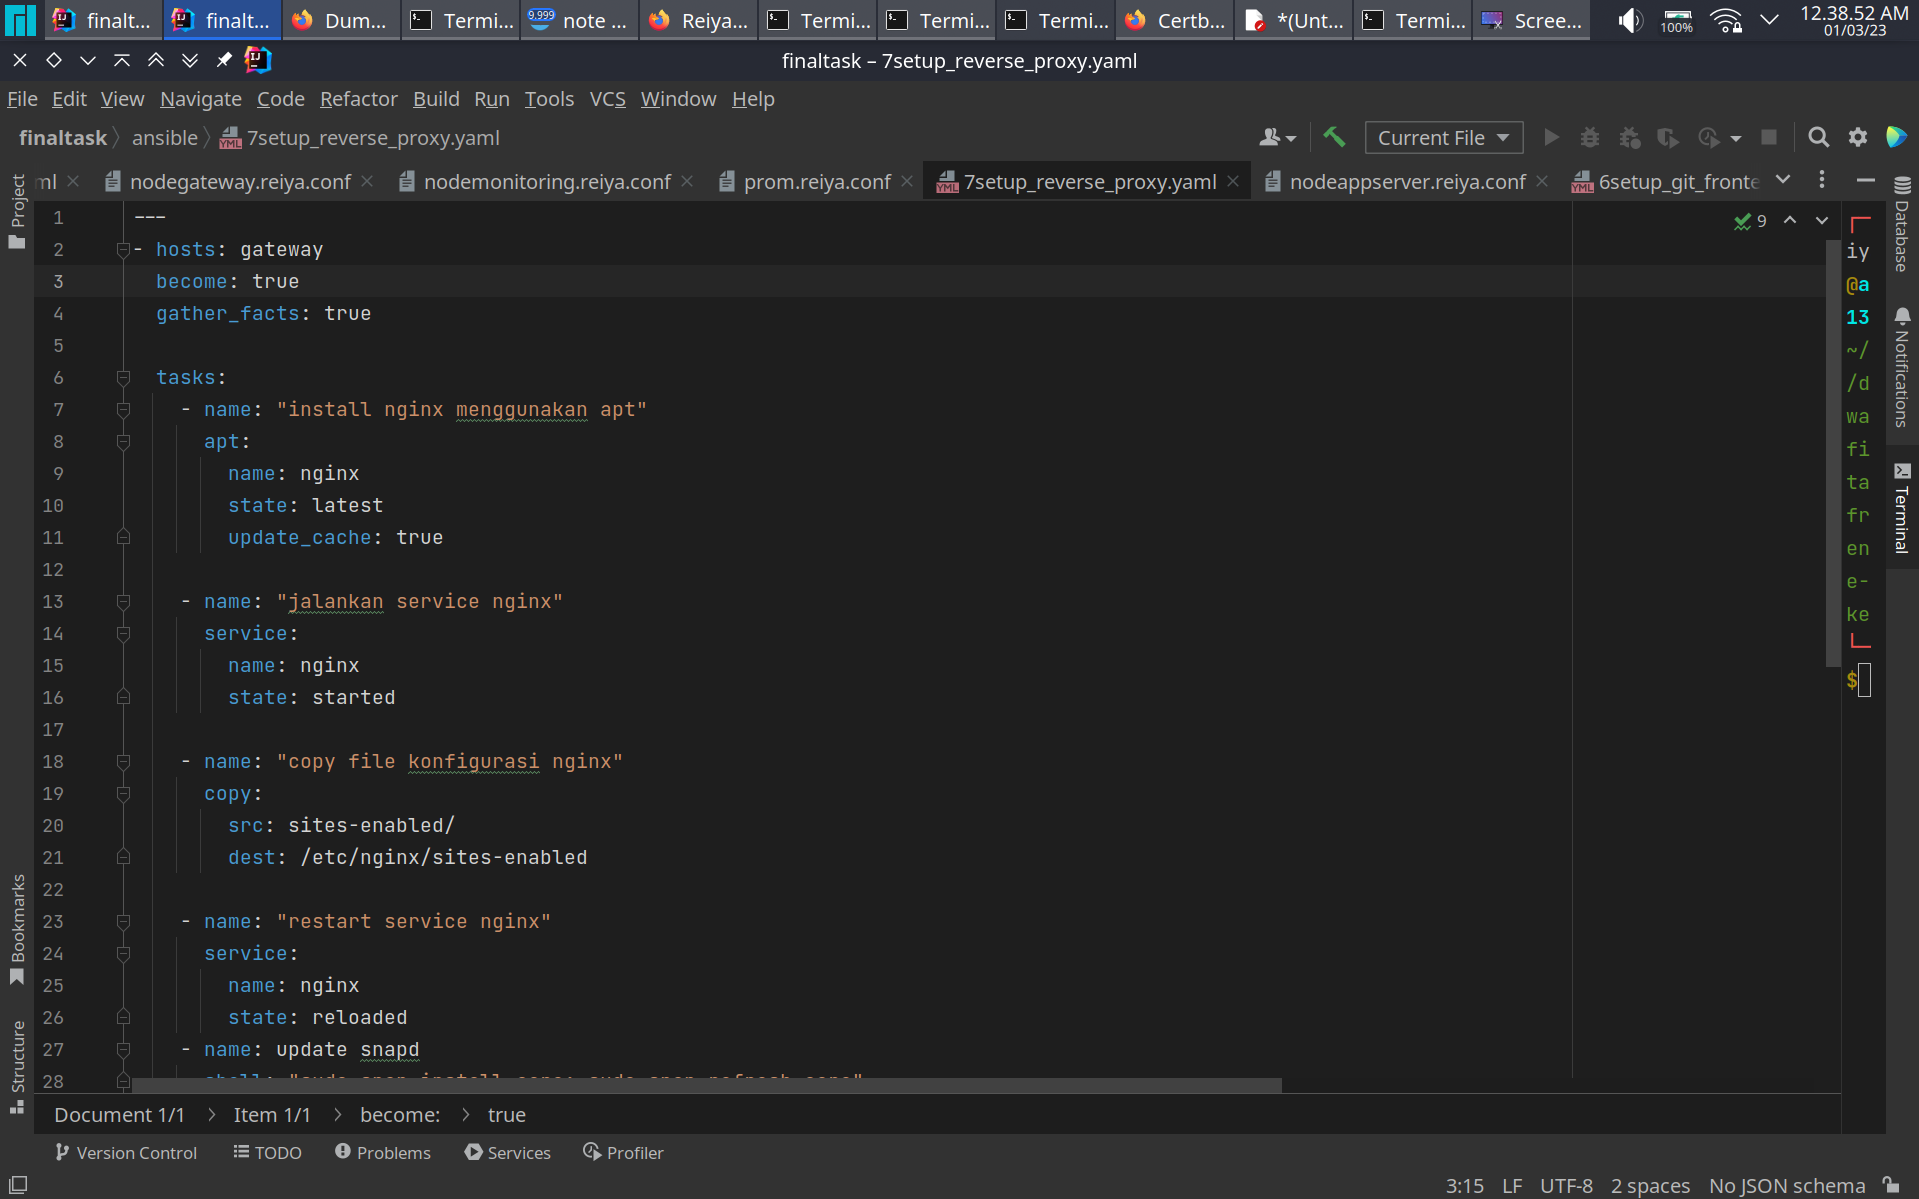 finalt...
finalt...
Dum...
Termi...
9.999 note ...
Reiya...
Termi...
Termi...
Termi...
Certb...
*(Unt...
Termi...
Scree...
100%
12.38.52 AM
01/03/23
finaltask – 7setup_reverse_proxy.yaml
File Edit View Navigate Code Refactor Build Run Tools VCS Window Help
finaltask ansible 7setup_reverse_proxy.yaml
Current File
ml nodegateway.reiya.conf nodemonitoring.reiya.conf prom.reiya.conf 7setup_reverse_proxy.yaml nodeappserver.reiya.conf 6setup_git_fronte
Project
Bookmarks
Structure
1 ---
2 - hosts: gateway
3 become: true
4 gather_facts: true
5
6 tasks:
7 - name: "install nginx menggunakan apt"
8 apt:
9 name: nginx
10 state: latest
11 update_cache: true
12
13 - name: "jalankan service nginx"
14 service:
15 name: nginx
16 state: started
17
18 - name: "copy file konfigurasi nginx"
19 copy:
20 src: sites-enabled/
21 dest: /etc/nginx/sites-enabled
22
23 - name: "restart service nginx"
24 service:
25 name: nginx
26 state: reloaded
27 - name: update snapd
28 shell: "sudo snap install core; sudo snap refresh core"
9
iy
@a
13
~/
/d
wa
fi
ta
fr
en
e-
ke
$
Database
Notifications
Terminal
Document 1/1 Item 1/1 become: true
Version Control TODO Problems Services Profiler
3:15 LF UTF-8 2 spaces No JSON schema